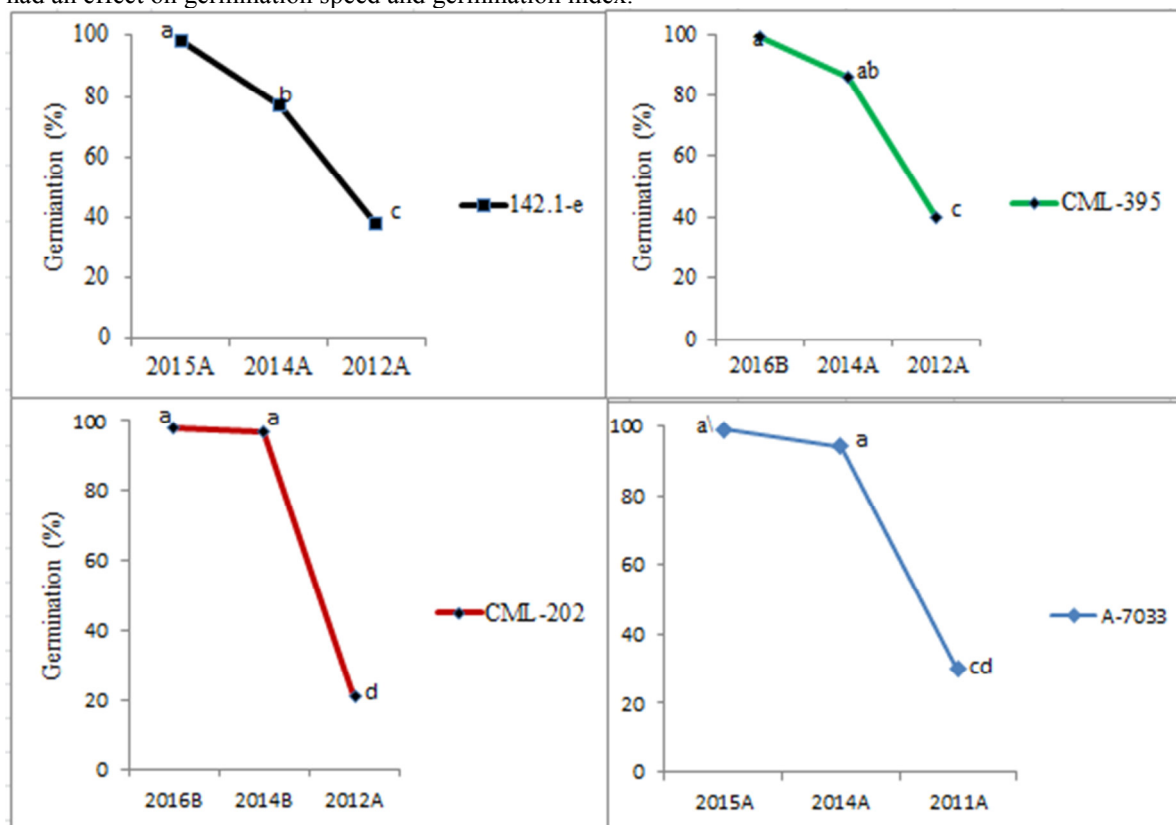 had an effect on germination speed and germination index.
100
80
60
40
20
0
Germiantion (%)
a
b
c
2015A 2014A 2012A
142.1-e
100
80
60
40
20
0
Germination (%)
a
ab
c
2016B 2014A 2012A
CML-395
100
80
60
40
20
0
Germination (%)
a
a
d
2016B 2014B 2012A
CML-202
100
80
60
40
20
0
a\
a
cd
2015A 2014A 2011A
A-7033